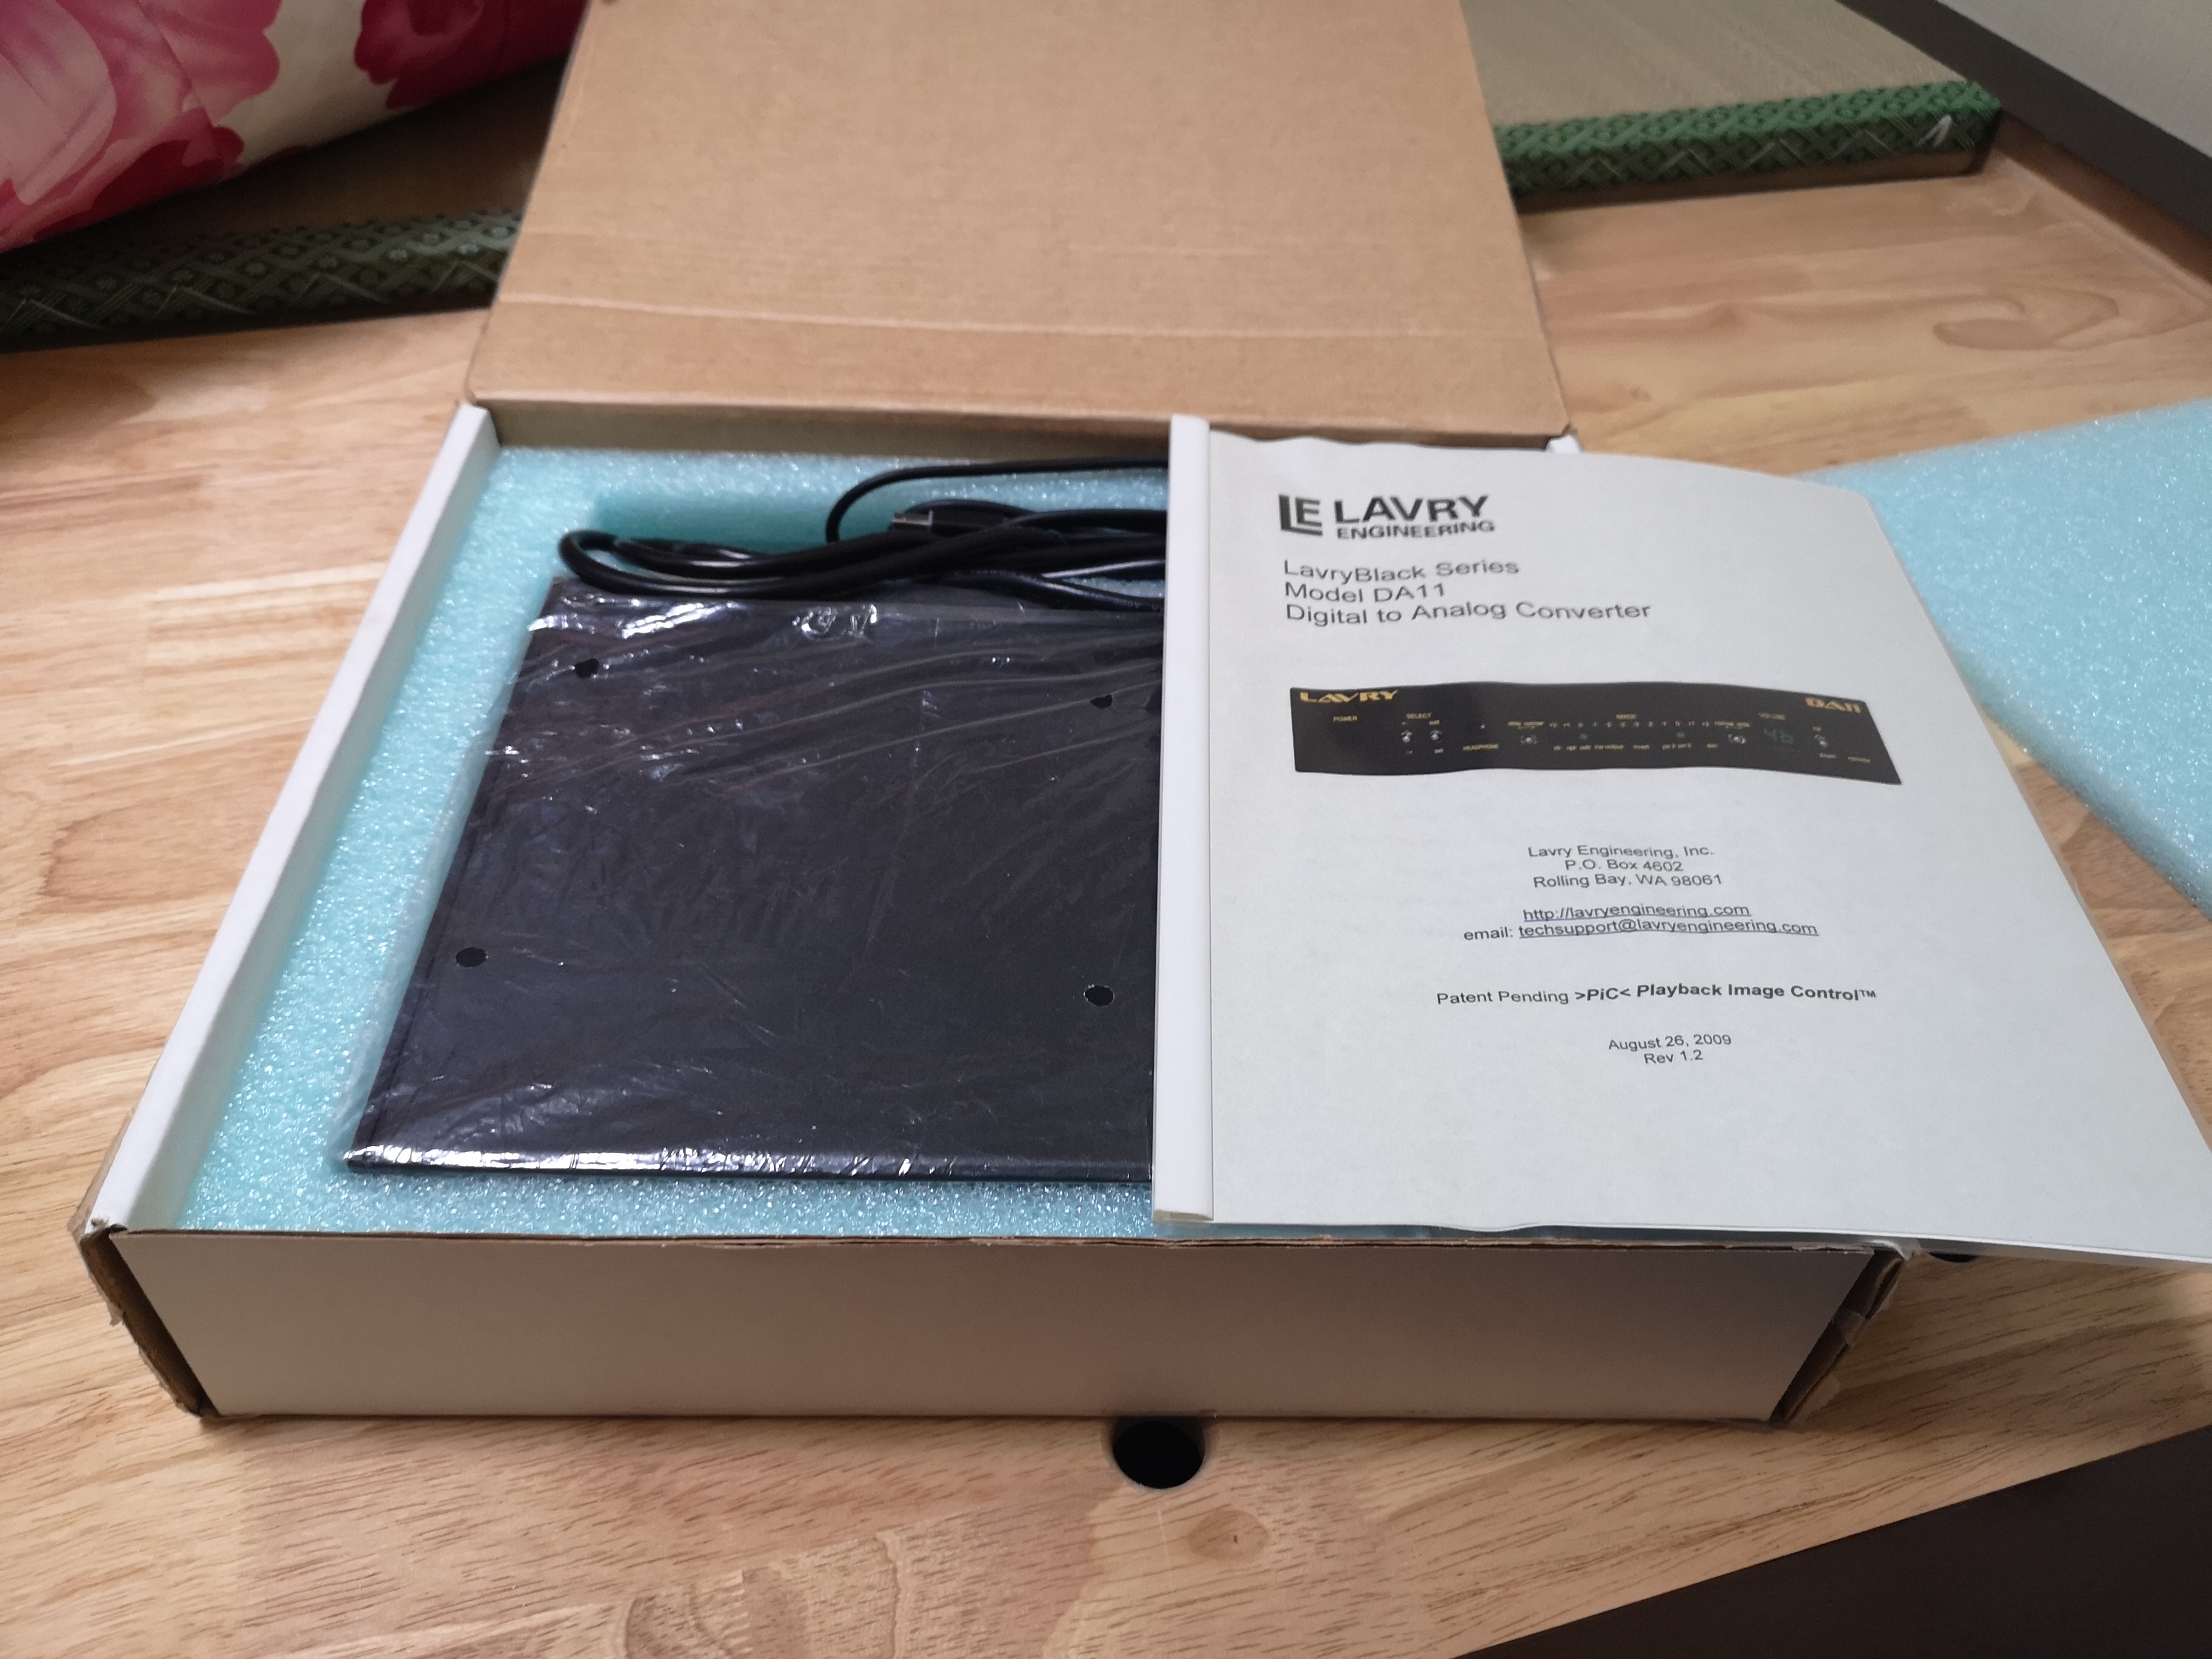 LE LAVRY
ENGINEERING
LavryBlack Series
Model DA11
Digital to Analog Converter
LAVRY
DA11
POWER
SELECT
VOLUME
HEADPHONE
Lavry Engineering, Inc.
P.O. Box 4602
Rolling Bay, WA 98061
http://lavryengineering.com
email: techsupport@lavryengineering.com
Patent Pending >PiC< Playback Image Control™
August 26, 2009
Rev 1.2